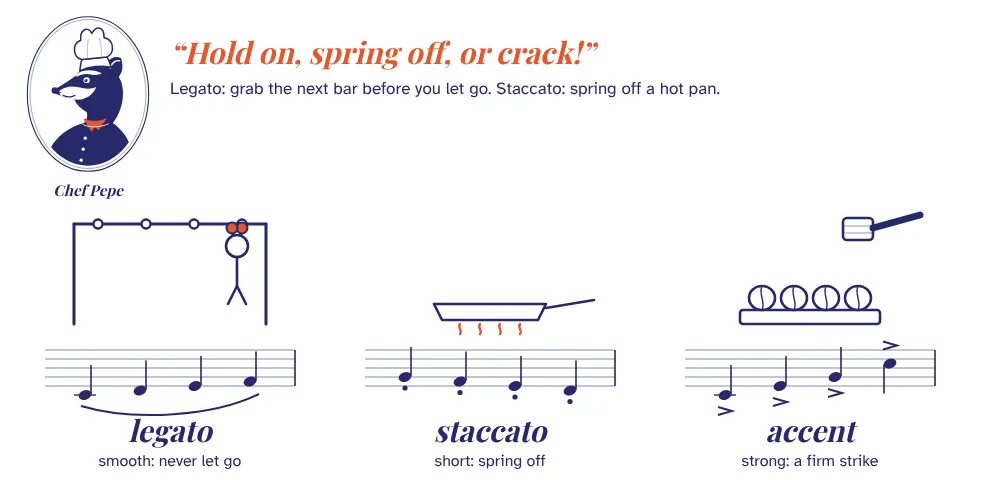 “Hold on, spring off, or crack!”
Legato: grab the next bar before you let go. Staccato: spring off a hot pan.
Chef Pepe
legato
staccato
accent
smooth: never let go
short: spring off
strong: a firm strike